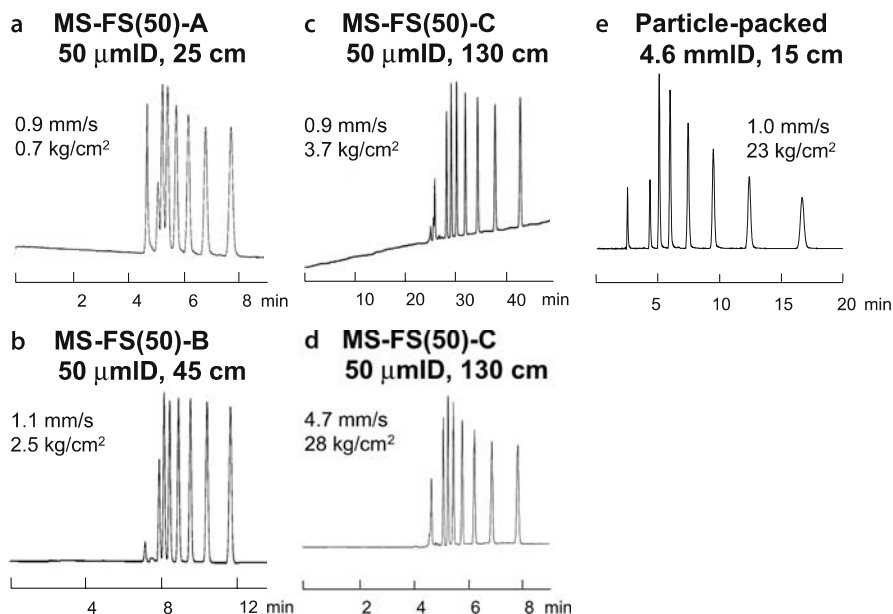 a MS-FS(50)-A
50 μmID, 25 cm
0.9 mm/s
0.7 kg/cm²
2 4 6 8 min
b MS-FS(50)-B
50 μmID, 45 cm
1.1 mm/s
2.5 kg/cm²
4 8 12 min
c MS-FS(50)-C
50 μmID, 130 cm
0.9 mm/s
3.7 kg/cm²
10 20 30 40 min
d MS-FS(50)-C
50 μmID, 130 cm
4.7 mm/s
28 kg/cm²
2 4 6 8 min
e Particle-packed
4.6 mmID, 15 cm
1.0 mm/s
23 kg/cm²
5 10 15 20 min